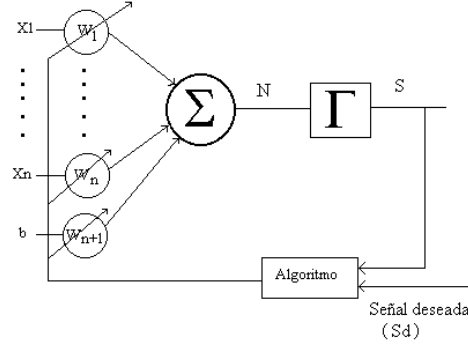 X1
W1
Σ
N
Γ
S
Xn
Wn
b
Wn+1
Algoritmo
Señal deseada
(Sd)